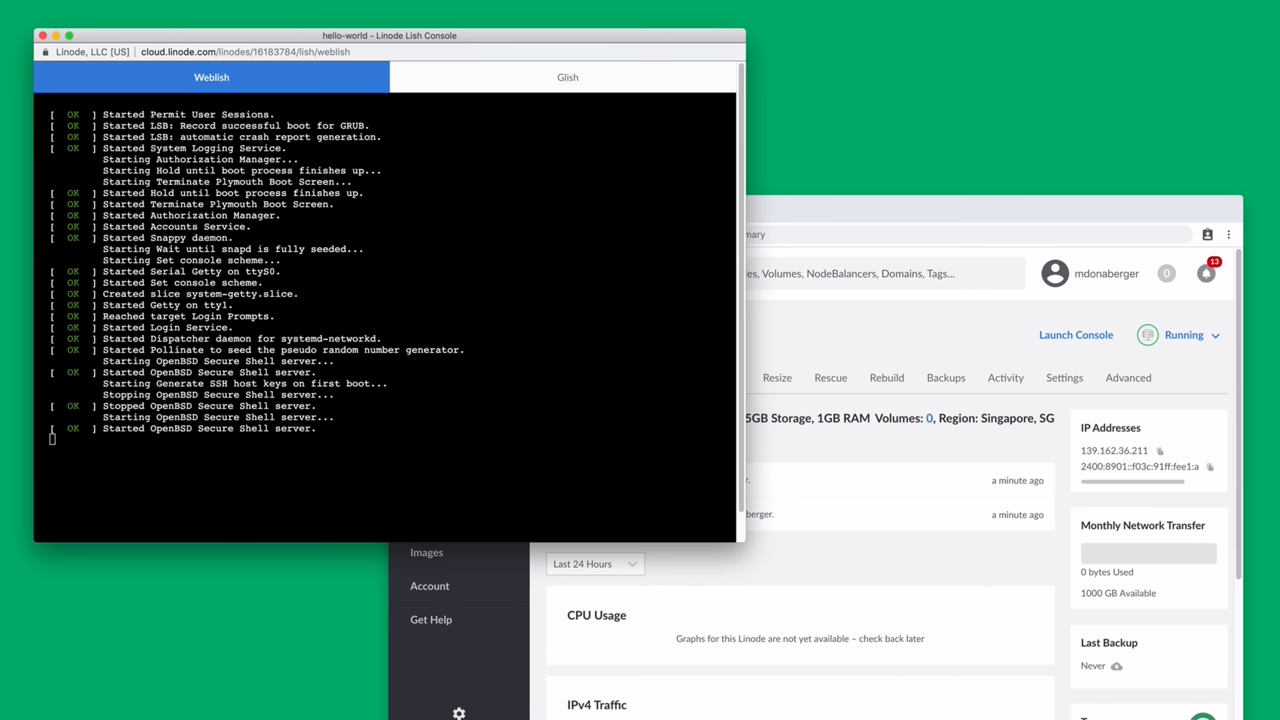 hello-world - Linode Lish Console
Linode, LLC [US] | cloud.linode.com/linodes/16183784/lish/weblish
Weblish
Glish
[ OK ] Started Permit User Sessions.
[ OK ] Started LSB: Record successful boot for GRUB.
[ OK ] Started LSB: automatic crash report generation.
[ OK ] Started System Logging Service.
Starting Authorization Manager...
Starting Hold until boot process finishes up...
Starting Terminate Plymouth Boot Screen...
[ OK ] Started Hold until boot process finishes up.
[ OK ] Started Terminate Plymouth Boot Screen.
[ OK ] Started Authorization Manager.
[ OK ] Started Accounts Service.
[ OK ] Started Snappy daemon.
Starting Wait until snapd is fully seeded...
Starting Set console scheme...
[ OK ] Started Serial Getty on ttyS0.
[ OK ] Started Set console scheme.
[ OK ] Created slice system-getty.slice.
[ OK ] Started Getty on tty1.
[ OK ] Reached target Login Prompts.
[ OK ] Started Login Service.
[ OK ] Started Dispatcher daemon for systemd-networkd.
[ OK ] Started Pollinate to seed the pseudo random number generator.
Starting OpenBSD Secure Shell server...
[ OK ] Started OpenBSD Secure Shell server.
Starting Generate SSH host keys on first boot...
Stopping OpenBSD Secure Shell server...
[ OK ] Stopped OpenBSD Secure Shell server.
Starting OpenBSD Secure Shell server...
[ OK ] Started OpenBSD Secure Shell server.
mary
es, Volumes, NodeBalancers, Domains, Tags...
mdonaberger
0
13
Launch Console
Running
Resize Rescue Rebuild Backups Activity Settings Advanced
5GB Storage, 1GB RAM Volumes: 0, Region: Singapore, SG
r.
a minute ago
berger.
a minute ago
IP Addresses
139.162.36.211
2400:8901::f03c:91ff:fee1:a
Monthly Network Transfer
0 bytes Used
1000 GB Available
Last Backup
Never
Images
Account
Get Help
Last 24 Hours
CPU Usage
Graphs for this Linode are not yet available – check back later
IPv4 Traffic